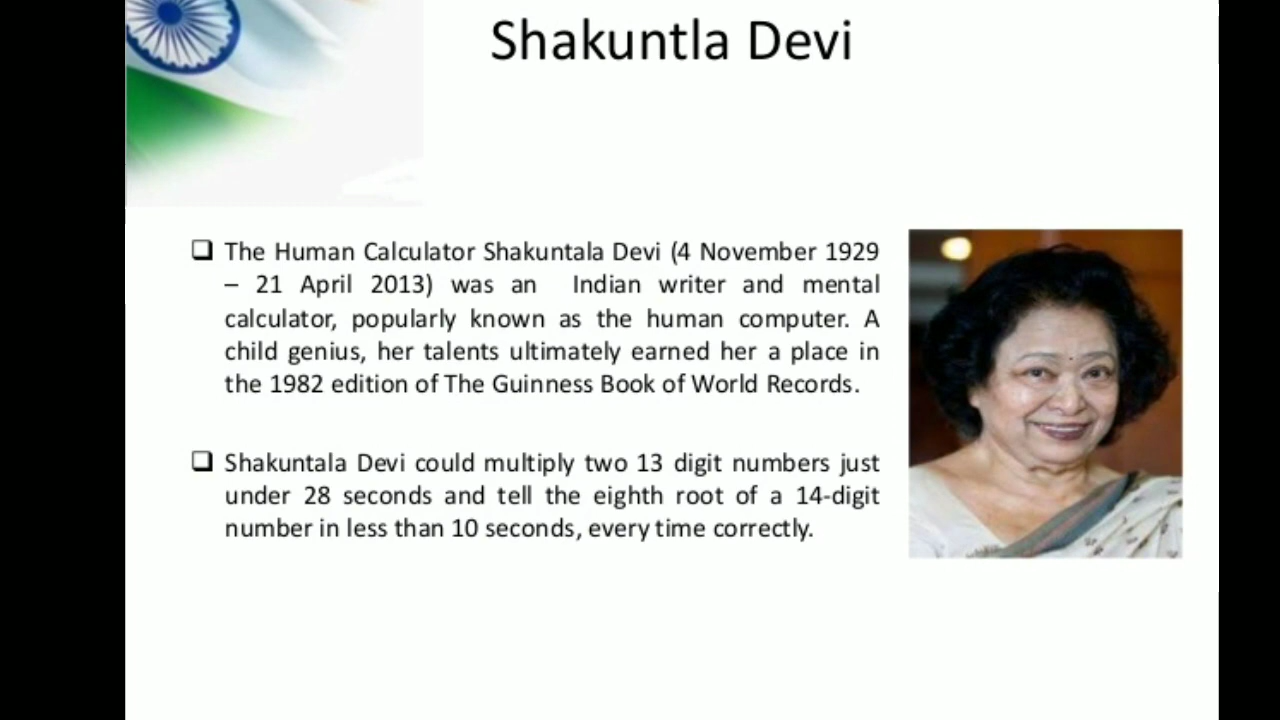 Shakuntla Devi
❑ The Human Calculator Shakuntala Devi (4 November 1929
– 21 April 2013) was an Indian writer and mental
calculator, popularly known as the human computer. A
child genius, her talents ultimately earned her a place in
the 1982 edition of The Guinness Book of World Records.
❑ Shakuntala Devi could multiply two 13 digit numbers just
under 28 seconds and tell the eighth root of a 14-digit
number in less than 10 seconds, every time correctly.